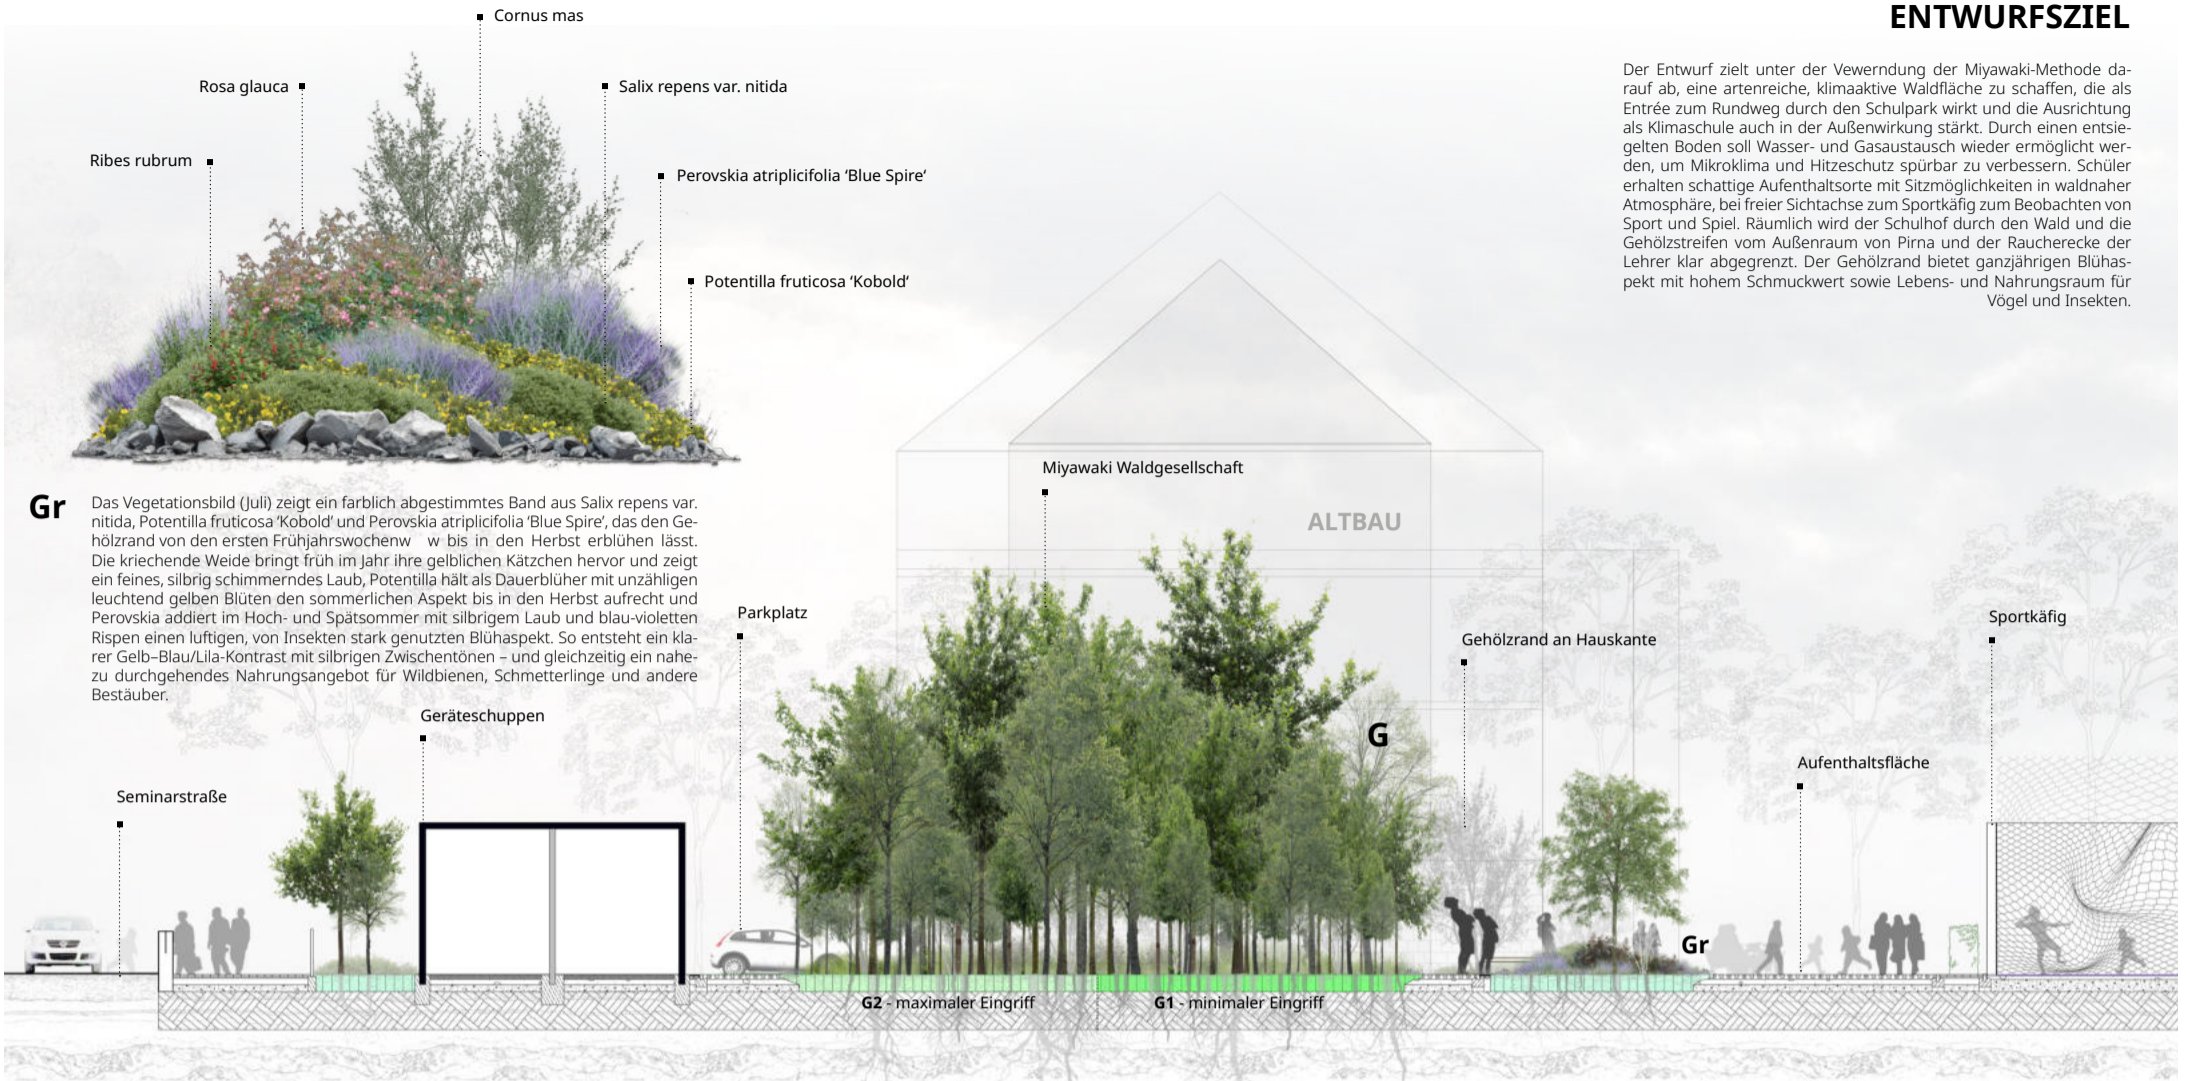 Cornus mas
Rosa glauca
Salix repens var. nitida
Ribes rubrum
Perovskia atriplicifolia ‘Blue Spire‘
Potentilla fruticosa ‘Kobold‘
ENTWURFSZIEL
Der Entwurf zielt unter der Vewerndung der Miyawaki-Methode da-
rauf ab, eine artenreiche, klimaaktive Waldfläche zu schaffen, die als
Entrée zum Rundweg durch den Schulpark wirkt und die Ausrichtung
als Klimaschule auch in der Außenwirkung stärkt. Durch einen entsie-
gelten Boden soll Wasser- und Gasaustausch wieder ermöglicht wer-
den, um Mikroklima und Hitzeschutz spürbar zu verbessern. Schüler
erhalten schattige Aufenthaltsorte mit Sitzmöglichkeiten in waldnaher
Atmosphäre, bei freier Sichtachse zum Sportkäfig zum Beobachten von
Sport und Spiel. Räumlich wird der Schulhof durch den Wald und die
Gehölzstreifen vom Außenraum von Pirna und der Raucherecke der
Lehrer klar abgegrenzt. Der Gehölzrand bietet ganzjährigen Blühas-
pekt mit hohem Schmuckwert sowie Lebens- und Nahrungsraum für
Vögel und Insekten.
Gr
Das Vegetationsbild (Juli) zeigt ein farblich abgestimmtes Band aus Salix repens var.
nitida, Potentilla fruticosa ‘Kobold’ und Perovskia atriplicifolia ‘Blue Spire’, das den Ge-
hölzrand von den ersten Frühjahrswochenw w bis in den Herbst erblühen lässt.
Die kriechende Weide bringt früh im Jahr ihre gelblichen Kätzchen hervor und zeigt
ein feines, silbrig schimmerndes Laub, Potentilla hält als Dauerblüher mit unzähligen
leuchtend gelben Blüten den sommerlichen Aspekt bis in den Herbst aufrecht und
Perovskia addiert im Hoch- und Spätsommer mit silbrigem Laub und blau-violetten
Rispen einen luftigen, von Insekten stark genutzten Blühaspekt. So entsteht ein kla-
rer Gelb–Blau/Lila-Kontrast mit silbrigen Zwischentönen – und gleichzeitig ein nahe-
zu durchgehendes Nahrungsangebot für Wildbienen, Schmetterlinge und andere
Bestäuber.
Miyawaki Waldgesellschaft
ALTBAU
Parkplatz
Sportkäfig
Gehölzrand an Hauskante
Geräteschuppen
G
Aufenthaltsfläche
Seminarstraße
Gr
G2 - maximaler Eingriff
G1 - minimaler Eingriff